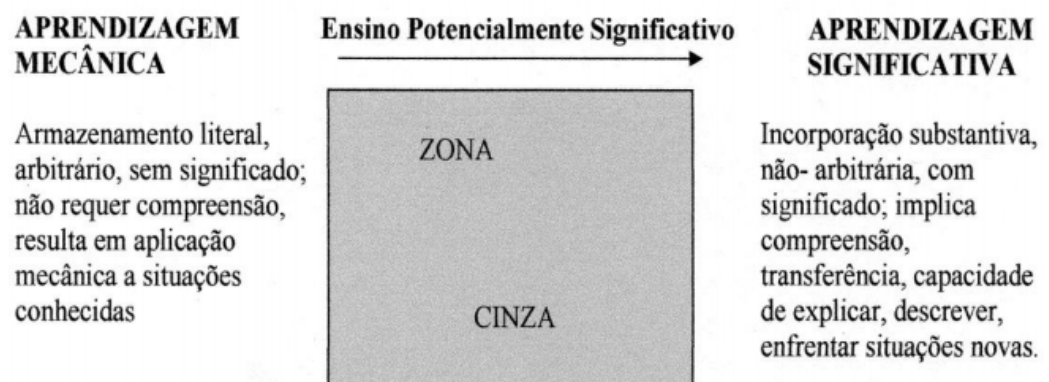 APRENDIZAGEM
MECÂNICA
Armazenamento literal,
arbitrário, sem significado;
não requer compreensão,
resulta em aplicação
mecânica a situações
conhecidas
Ensino Potencialmente Significativo
ZONA
CINZA
APRENDIZAGEM
SIGNIFICATIVA
Incorporação substantiva,
não- arbitrária, com
significado; implica
compreensão,
transferência, capacidade
de explicar, descrever,
enfrentar situações novas.